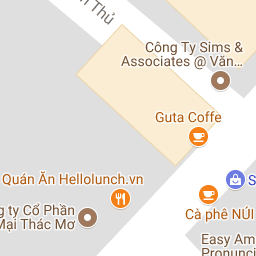 Thủ
Công Ty Sims &
Associates @ Văn...
Guta Coffe
Quán Ăn Hellolunch.vn
ty Cổ Phần
Mại Thác Mơ
Cà phê NÚI
Easy Am
Pronunci